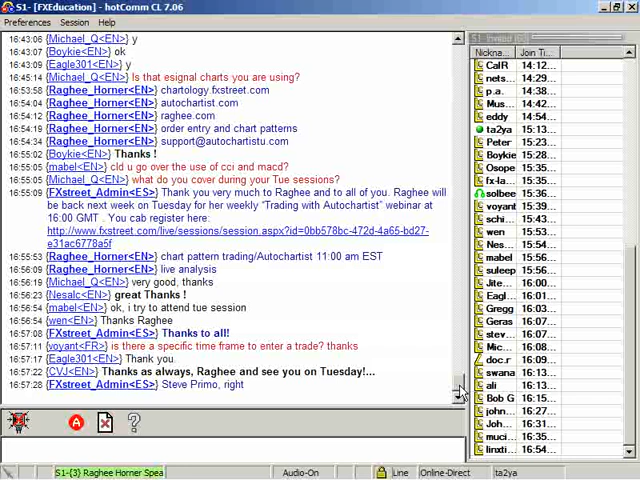 S1- [FXEducation] - hotComm CL 7.06
Preferences Session Help
16:43:06 {Michael_Q<EN>} y
16:43:07 {Boykie<EN>} ok
16:43:09 {Eagle301<EN>} y
16:45:14 {Michael_Q<EN>} Is that esignal charts you are using?
16:53:58 {Raghee_Horner<EN>} chartology.fxstreet.com
16:54:04 {Raghee_Horner<EN>} autochartist.com
16:54:12 {Raghee_Horner<EN>} raghee.com
16:54:19 {Raghee_Horner<EN>} order entry and chart patterns
16:54:39 {Raghee_Horner<EN>} support@autochartistu.com
16:55:02 {Boykie<EN>} Thanks !
16:55:05 {mabel<EN>} cld u go over the use of cci and macd?
16:55:05 {Michael_Q<EN>} what do you cover during your Tue sessions?
16:55:09 {FXstreet_Admin<ES>} Thank you very much to Raghee and to all of you. Raghee will
be back next week on Tuesday for her weekly "Trading with Autochartist" webinar at
16:00 GMT . You cab register here:
http://www.fxstreet.com/live/sessions/session.aspx?id=0bb578bc-472d-4a65-bd27-
e31ac6778a5f
16:55:53 {Raghee_Horner<EN>} chart pattern trading/Autochartist 11:00 am EST
16:56:09 {Raghee_Horner<EN>} live analysis
16:56:19 {Michael_Q<EN>} very good, thanks
16:56:23 {Nesalc<EN>} great Thanks !
16:56:54 {mabel<EN>} ok, i try to attend tue session
16:56:04 {wen<EN>} Thanks Raghee
16:57:08 {FXstreet_Admin<ES>} Thanks to all!
16:57:11 {voyant<FR>} is there a specific time frame to enter a trade? thanks
16:57:17 {Eagle301<EN>} Thank you.
16:57:22 {CVJ<EN>} Thanks as always, Raghee and see you on Tuesday!...
16:57:28 {FXstreet_Admin<ES>} Steve Primo, right
Nickna... Join Ti...
CalR 14:12...
nets... 14:29...
p.a. 14:38...
Mus... 14:42...
eddy 14:44...
ta2ya 15:13...
Peter 15:23...
Boykie 15:28...
Osope 15:36...
fx-la... 15:36...
solbee 15:36...
voyant 15:39...
schi... 15:43...
wen 15:53...
Nes... 15:54...
mabel 15:56...
suleep 15:56...
Jite... 16:00...
Eagl... 16:01...
Gregg 16:03...
Geras 16:07...
stev... 16:07...
Mic... 16:08...
doc.r 16:09...
swana 16:13...
ali 16:13...
Bob G 16:15...
john... 16:27...
Joh... 16:31...
muci... 16:35...
linxti... 16:54...
S1-{3} Raghee Horner Spea
Audio-On
Line
Online-Direct
ta2ya